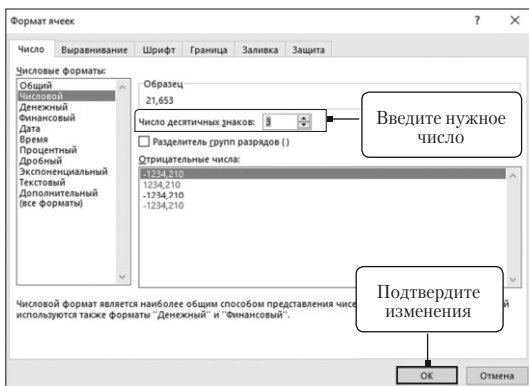 Формат ячеек ? ×
Число Выравнивание Шрифт Граница Заливка Защита
Числовые форматы:
Общий
Числовой
Денежный
Финансовый
Дата
Время
Процентный
Дробный
Экспоненциальный
Текстовый
Дополнительный
(все форматы)
Образец
21,653
Число десятичных знаков: 3
Разделитель групп разрядов ( )
Отрицательные числа:
-1234,210
1234,210
-1234,210
-1234,210
Введите нужное
число
Числовой формат является наиболее общим способом представления
используются также форматы "Денежный" и "Финансовый".
Подтвердите
изменения
ОК Отмена